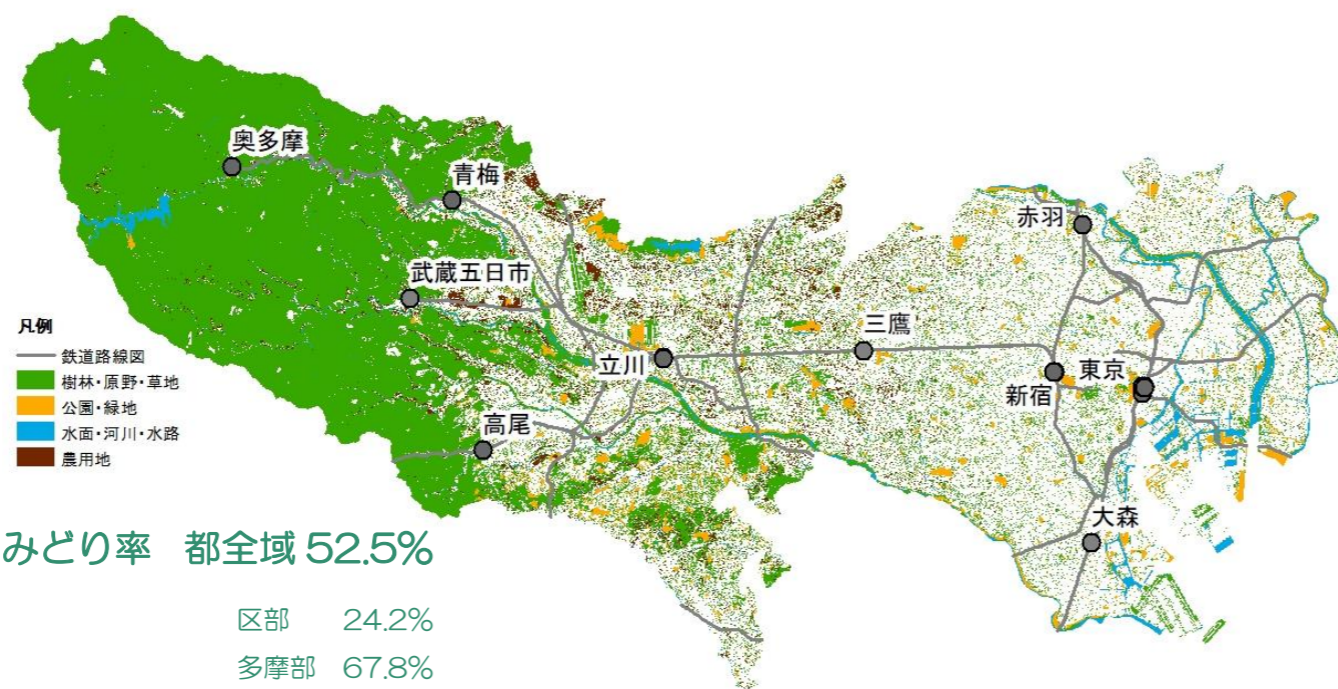 奥多摩
青梅
赤羽
武蔵五日市
凡例
鉄道路線図
樹林・原野・草地
公園・緑地
水面・河川・水路
農用地
三鷹
立川
東京
新宿
高尾
大森
みどり率 都全域 52.5%
区部 24.2%
多摩部 67.8%